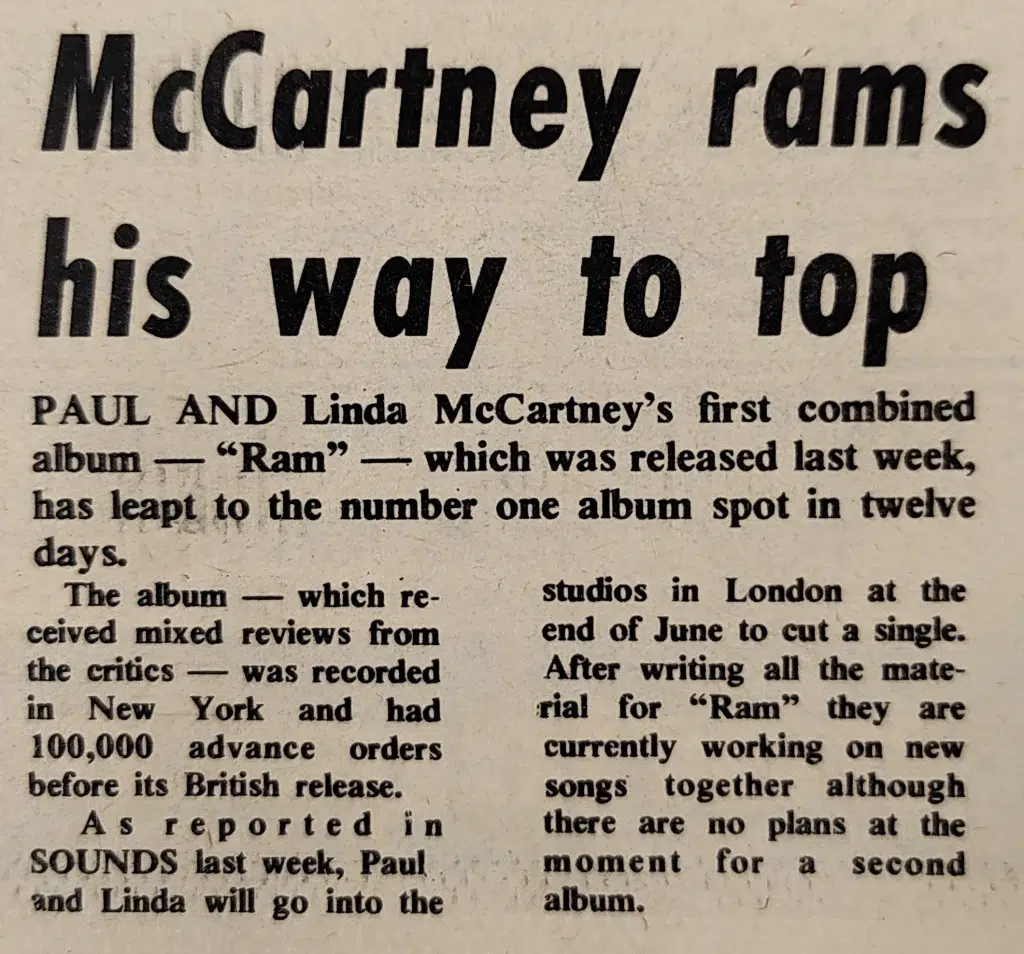 McCartney rams
his way to top
PAUL AND Linda McCartney's first combined
album — “Ram” — which was released last week,
has leapt to the number one album spot in twelve
days.
The album — which re-
ceived mixed reviews from
the critics — was recorded
in New York and had
100,000 advance orders
before its British release.
As reported in
SOUNDS last week, Paul
and Linda will go into the
studios in London at the
end of June to cut a single.
After writing all the mate-
rial for “Ram” they are
currently working on new
songs together although
there are no plans at the
moment for a second
album.